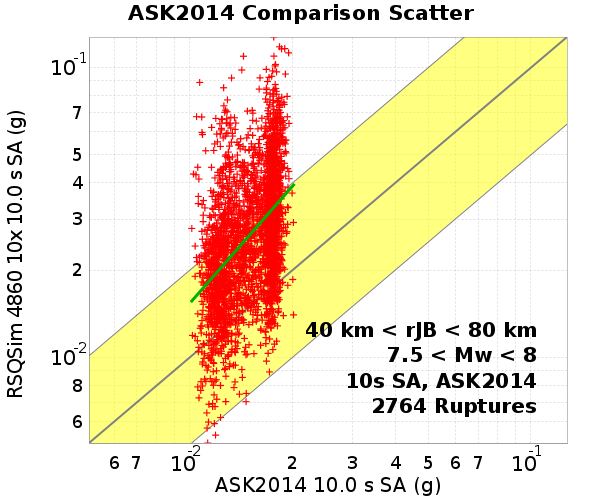 ASK2014 Comparison Scatter
RSQSim 4860 10x 10.0 s SA (g)
10-1
7
5
4
3
2
10-2
8
6
40 km < rJB < 80 km
7.5 < Mw < 8
10s SA, ASK2014
2764 Ruptures
6 7 10-2 2 3 4 5 6 7 10-1
ASK2014 10.0 s SA (g)